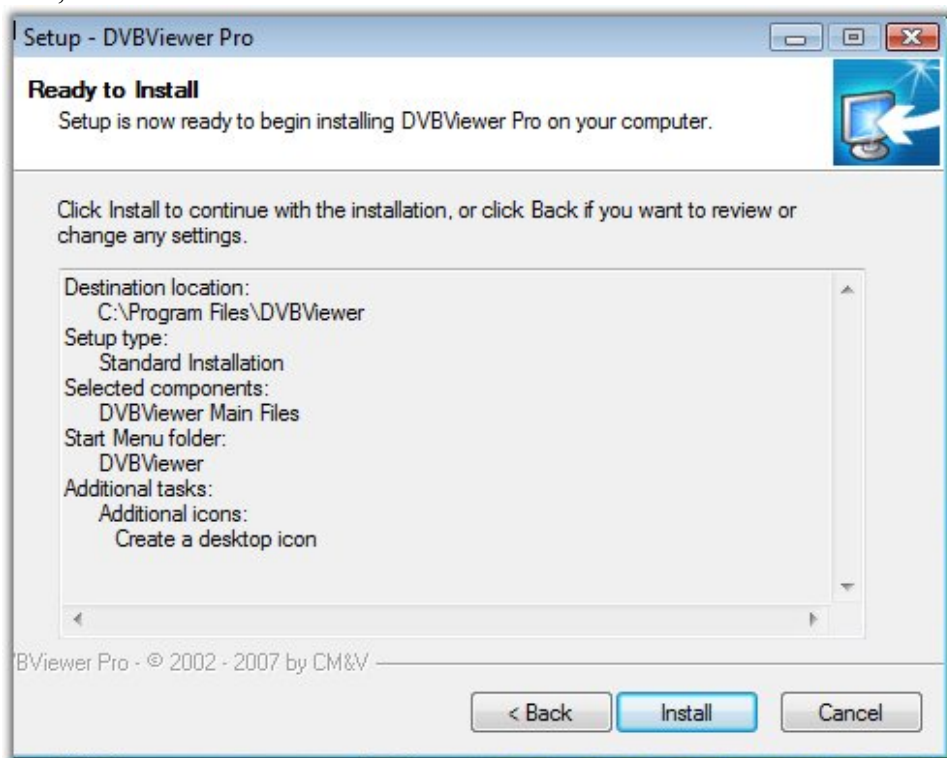 Setup - DVBViewer Pro
Ready to Install
Setup is now ready to begin installing DVBViewer Pro on your computer.
Click Install to continue with the installation, or click Back if you want to review or
change any settings.
Destination location:
C:\Program Files\DVBViewer
Setup type:
Standard Installation
Selected components:
DVBViewer Main Files
Start Menu folder:
DVBViewer
Additional tasks:
Additional icons:
Create a desktop icon
BViewer Pro - © 2002 - 2007 by CM&V
< Back
Install
Cancel